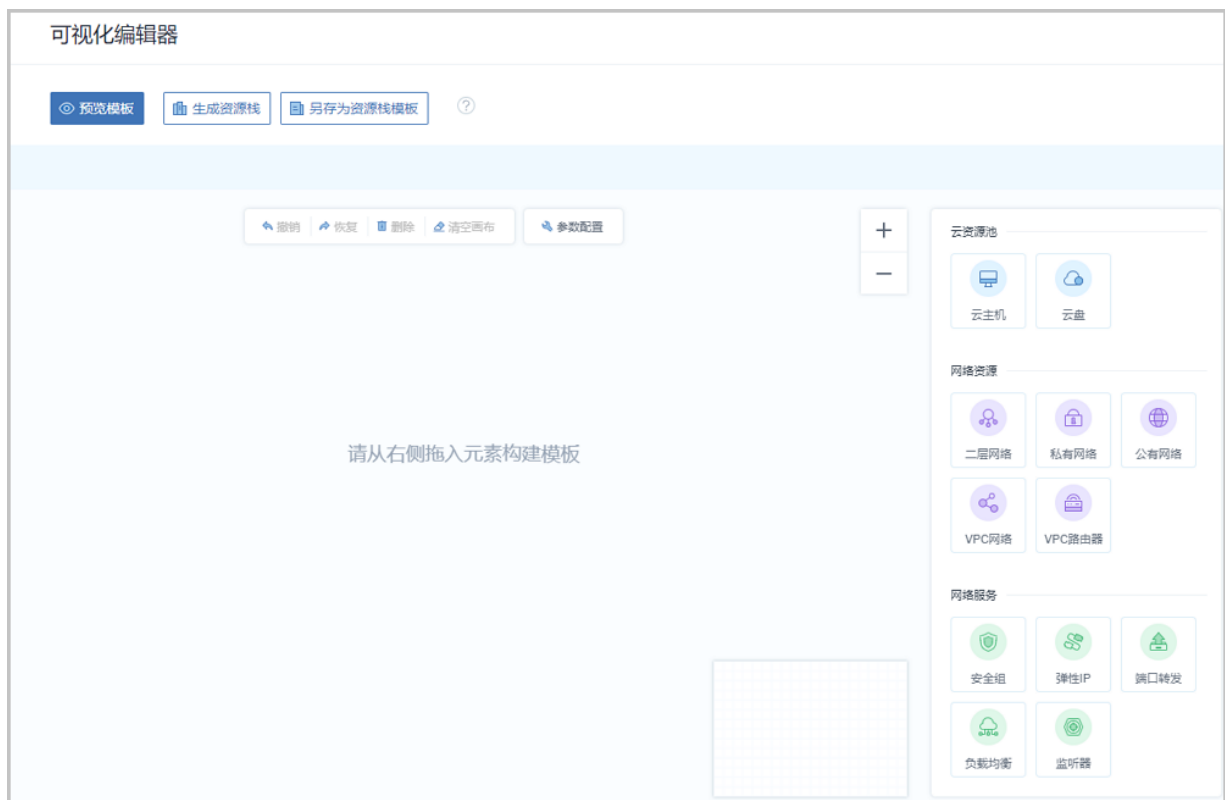 可视化编辑器
预览模板 生成资源栈 另存为资源栈模板 ?
撤销 恢复 删除 清空画布 参数配置
+
−
请从右侧拖入元素构建模板
云资源池
云主机 云盘
网络资源
二层网络 私有网络 公有网络
VPC网络 VPC路由器
网络服务
安全组 弹性IP 端口转发
负载均衡 监听器